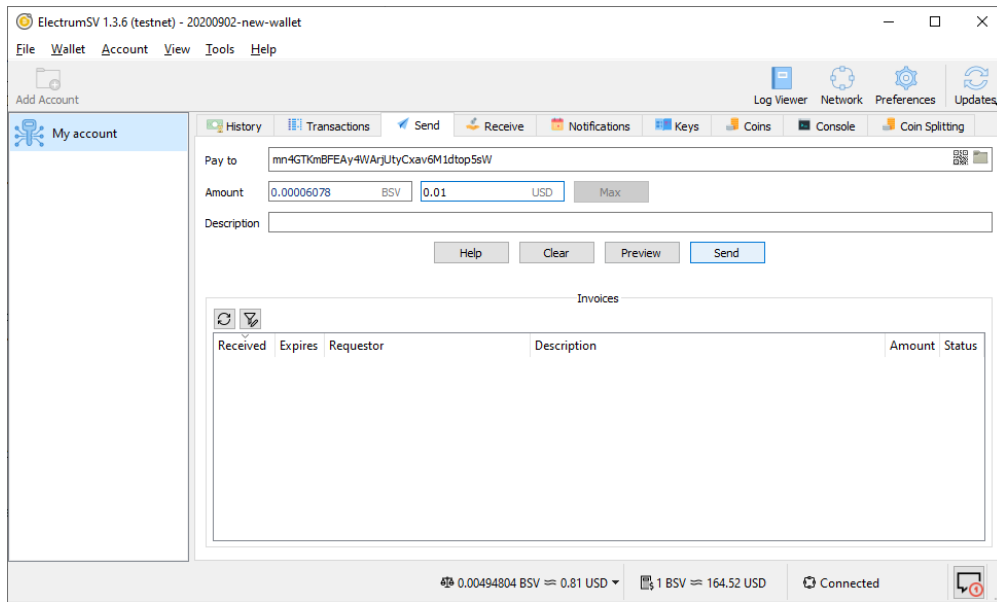 ElectrumSV 1.3.6 (testnet) - 20200902-new-wallet
File Wallet Account View Tools Help
Add Account
Log Viewer Network Preferences Updates
My account
History Transactions Send Receive Notifications Keys Coins Console Coin Splitting
Pay to mn4GTKmBFEAy4WArjUtyCxav6M1dtop5sW
Amount 0.00006078 BSV 0.01 USD Max
Description
Help Clear Preview Send
Invoices
Received Expires Requestor Description Amount Status
0.00494804 BSV ≈ 0.81 USD 1 BSV ≈ 164.52 USD Connected 1